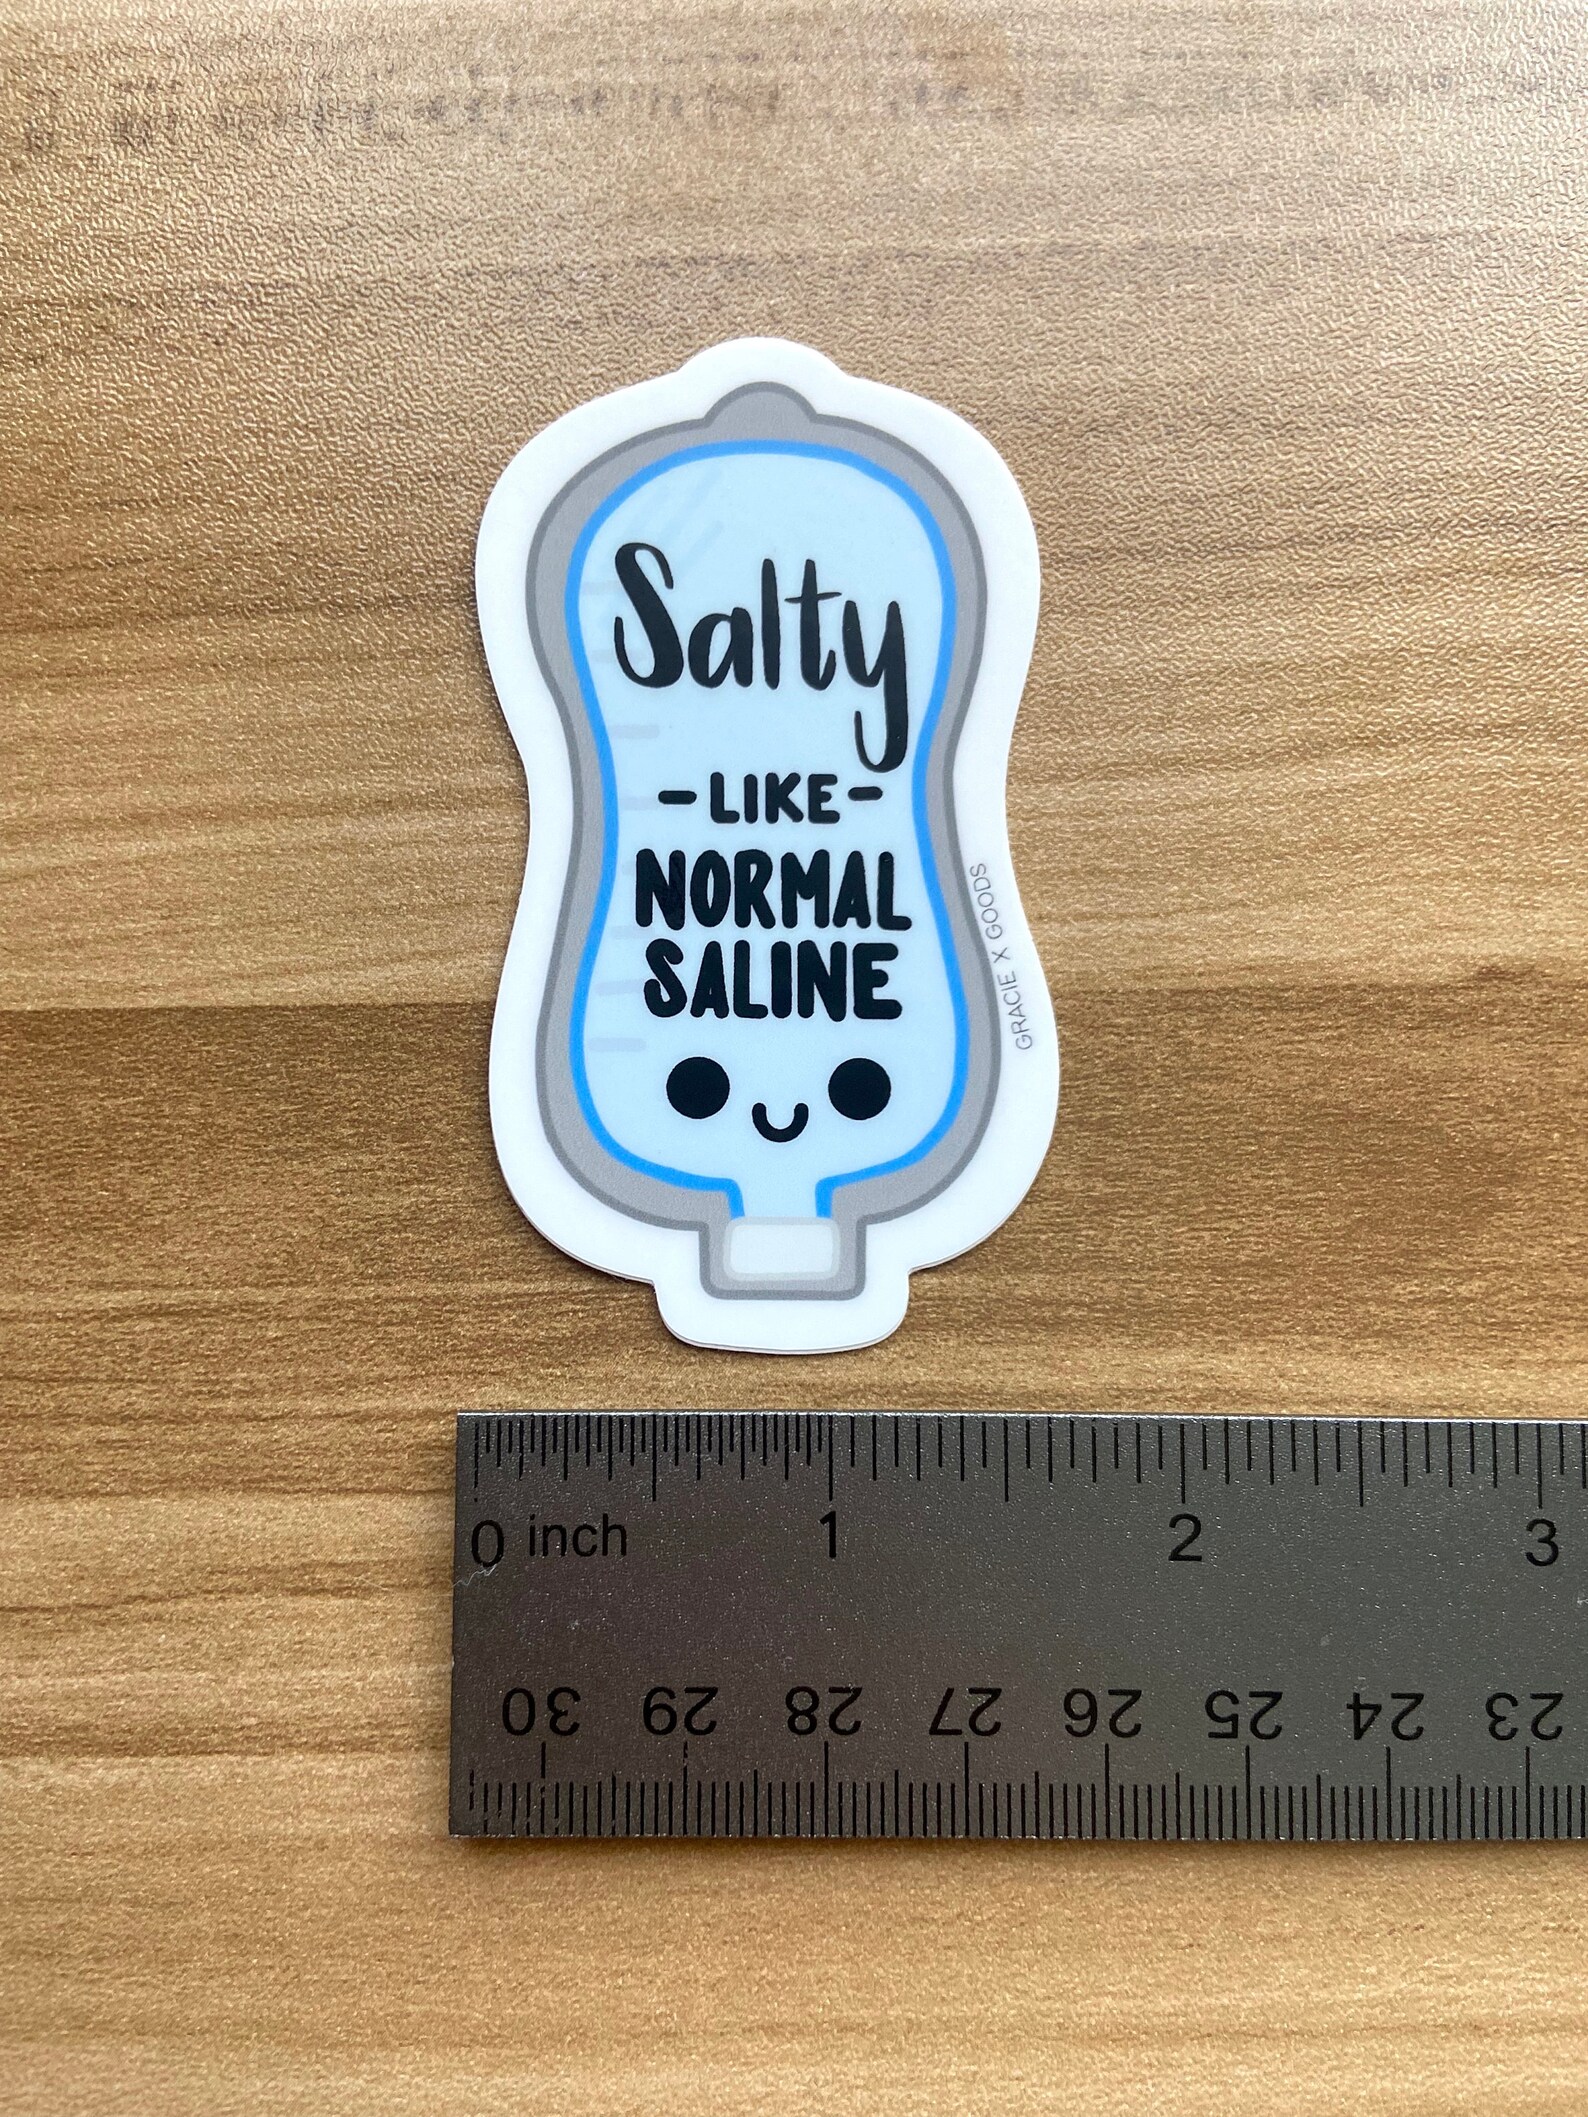 Salty
-LIKE-
NORMAL
SALINE
GRACIE X GOODS
0 inch 1 2 3
30 29 28 27 26 25 24 23